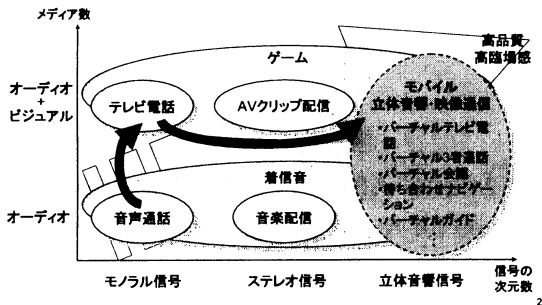 メディア数
高品質
高臨場感
ゲーム
オーディオ
+
ビジュアル
テレビ電話
AVクリップ配信
モバイル
立体音響・映像通信
・バーチャルテレビ電
話
・バーチャル3者通話
・バーチャル会議
・待ち合わせナビゲー
ション
・バーチャルガイド
⋮
着信音
オーディオ
音声通話
音楽配信
モノラル信号
ステレオ信号
立体音響信号
信号の
次元数
2